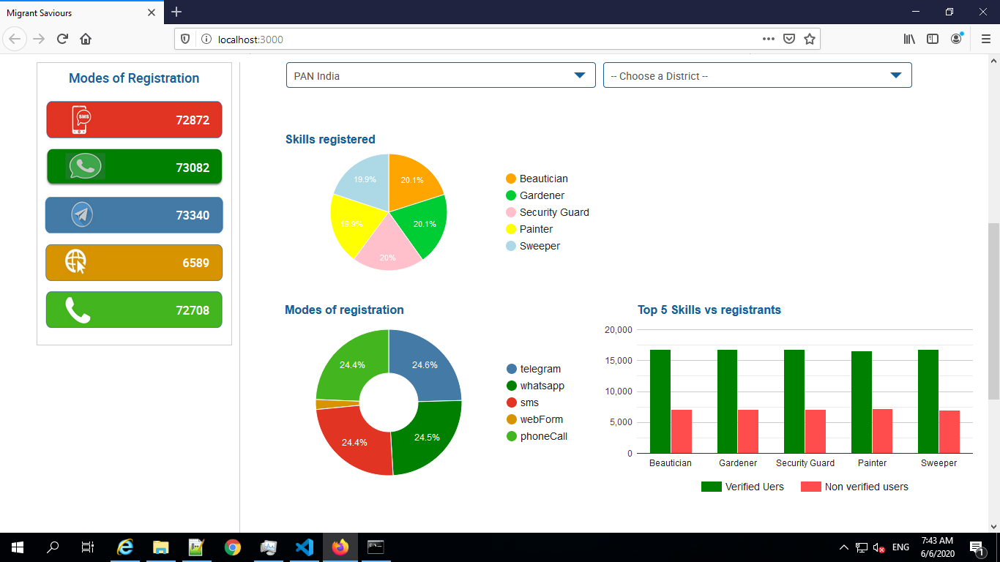 Migrant Saviours
localhost:3000
Modes of Registration
SMS
72872
73082
73340
6589
72708
PAN India
-- Choose a District --
Skills registered
19.9%
20.1%
19.9%
20.1%
20%
Beautician
Gardener
Security Guard
Painter
Sweeper
Modes of registration
24.4%
24.6%
24.4%
24.5%
telegram
whatsapp
sms
webForm
phoneCall
Top 5 Skills vs registrants
20,000
15,000
10,000
5,000
0
Beautician Gardener Security Guard Painter Sweeper
Verified Uers Non verified users
ENG
7:43 AM
6/6/2020
1